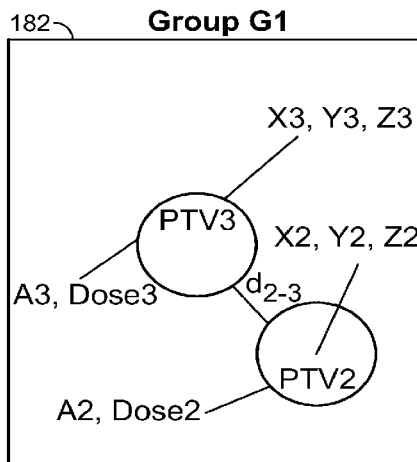 182
Group G1
X3, Y3, Z3
PTV3
X2, Y2, Z2
A3, Dose3
d2-3
PTV2
A2, Dose2